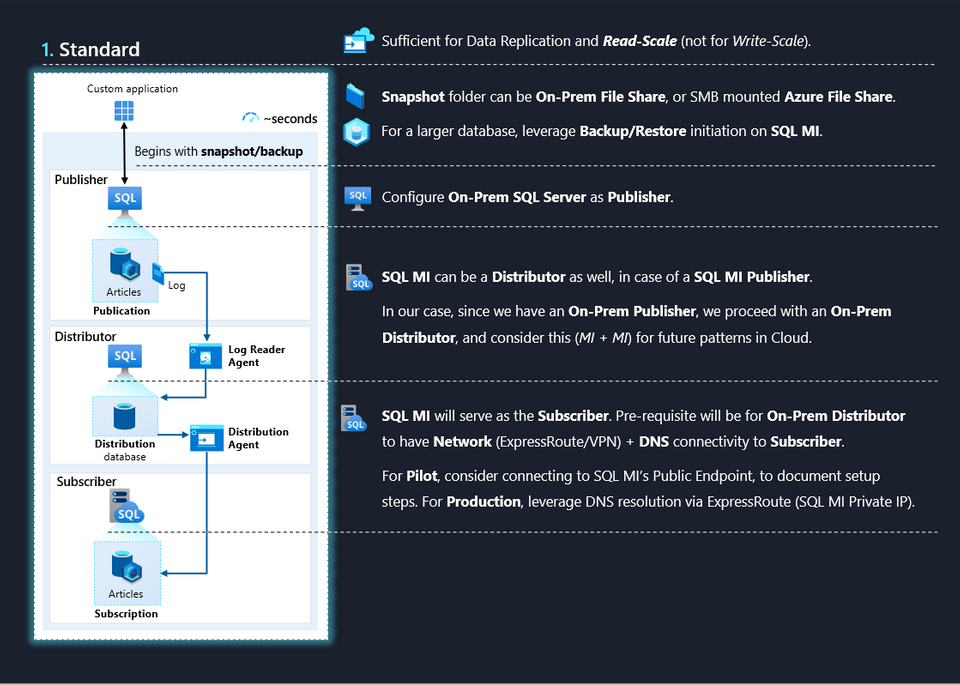 1. Standard
Sufficient for Data Replication and Read-Scale (not for Write-Scale).
Custom application
~seconds
Snapshot folder can be On-Prem File Share, or SMB mounted Azure File Share.
For a larger database, leverage Backup/Restore initiation on SQL MI.
Begins with snapshot/backup
Publisher
SQL
SQL
Configure On-Prem SQL Server as Publisher.
Articles
Log
Publication
SQL
SQL MI can be a Distributor as well, in case of a SQL MI Publisher.
In our case, since we have an On-Prem Publisher, we proceed with an On-Prem
Distributor, and consider this (MI + MI) for future patterns in Cloud.
Distributor
SQL
Log Reader
Agent
Distribution
database
Distribution
Agent
SQL
SQL MI will serve as the Subscriber. Pre-requisite will be for On-Prem Distributor
to have Network (ExpressRoute/VPN) + DNS connectivity to Subscriber.
For Pilot, consider connecting to SQL MI's Public Endpoint, to document setup
steps. For Production, leverage DNS resolution via ExpressRoute (SQL MI Private IP).
Subscriber
SQL
Articles
Subscription